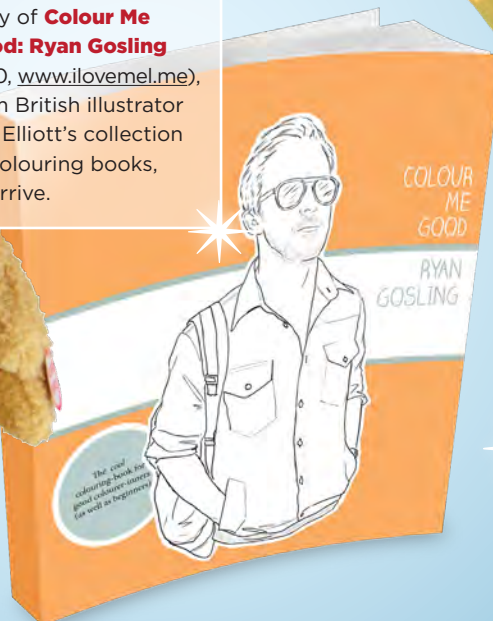 y of Colour Me
od: Ryan Gosling
0, www.ilovemel.me),
n British illustrator
Elliott's collection
olouring books,
rrive.
COLOUR
ME
GOOD
RYAN
GOSLING
The cool
colouring-book for
good colourer-inners
(as well as beginners)